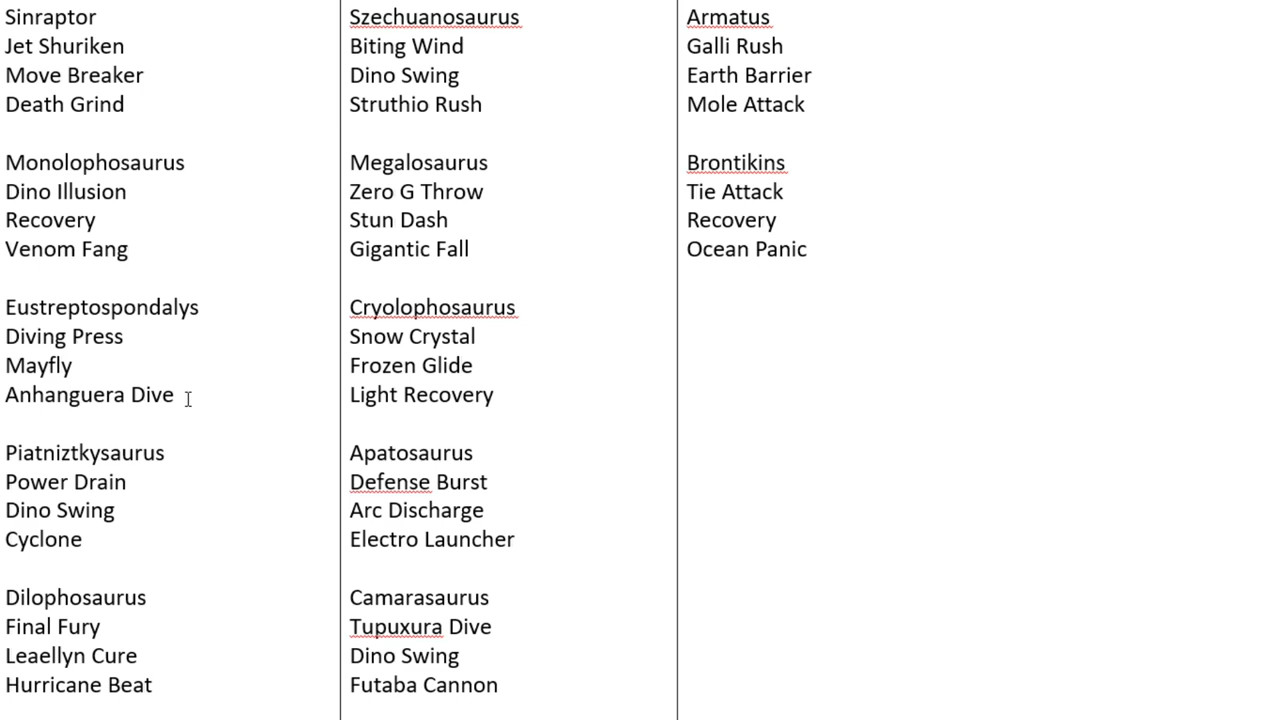 Sinraptor
Jet Shuriken
Move Breaker
Death Grind
Monolophosaurus
Dino Illusion
Recovery
Venom Fang
Eustreptospondalys
Diving Press
Mayfly
Anhanguera Dive
Piatniztkysaurus
Power Drain
Dino Swing
Cyclone
Dilophosaurus
Final Fury
Leaellyn Cure
Hurricane Beat
Szechuanosaurus
Biting Wind
Dino Swing
Struthio Rush
Megalosaurus
Zero G Throw
Stun Dash
Gigantic Fall
Cryolophosaurus
Snow Crystal
Frozen Glide
Light Recovery
Apatosaurus
Defense Burst
Arc Discharge
Electro Launcher
Camarasaurus
Tupuxura Dive
Dino Swing
Futaba Cannon
Armatus
Galli Rush
Earth Barrier
Mole Attack
Brontikins
Tie Attack
Recovery
Ocean Panic